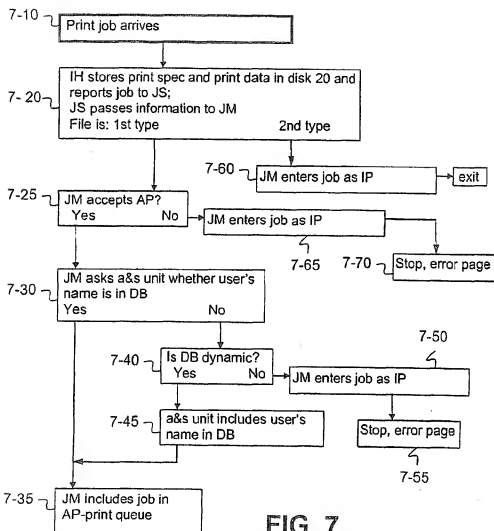 7-10
Print job arrives
7-20
IH stores print spec and print data in disk 20 and
reports job to JS;
JS passes information to JM
File is: 1st type 2nd type
7-60
JM enters job as IP
exit
7-25
JM accepts AP?
Yes No
JM enters job as IP
7-65
7-70
Stop, error page
7-30
JM asks a&s unit whether user's
name is in DB
Yes No
7-40
Is DB dynamic?
Yes No
7-50
JM enters job as IP
7-45
a&s unit includes user's
name in DB
Stop, error page
7-55
7-35
JM includes job in
AP-print queue
FIG 7